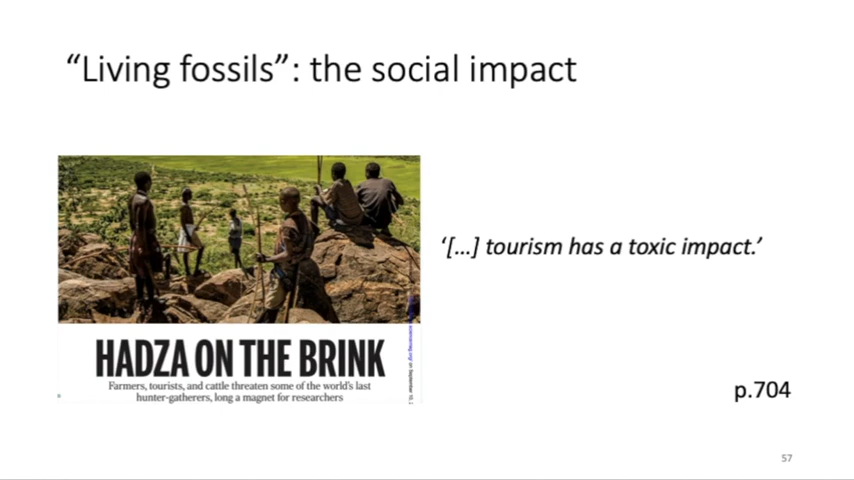 “Living fossils”: the social impact
‘[…] tourism has a toxic impact.’
HADZA ON THE BRINK
Farmers, tourists, and cattle threaten some of the world’s last
hunter-gatherers, long a magnet for researchers
p.704
57